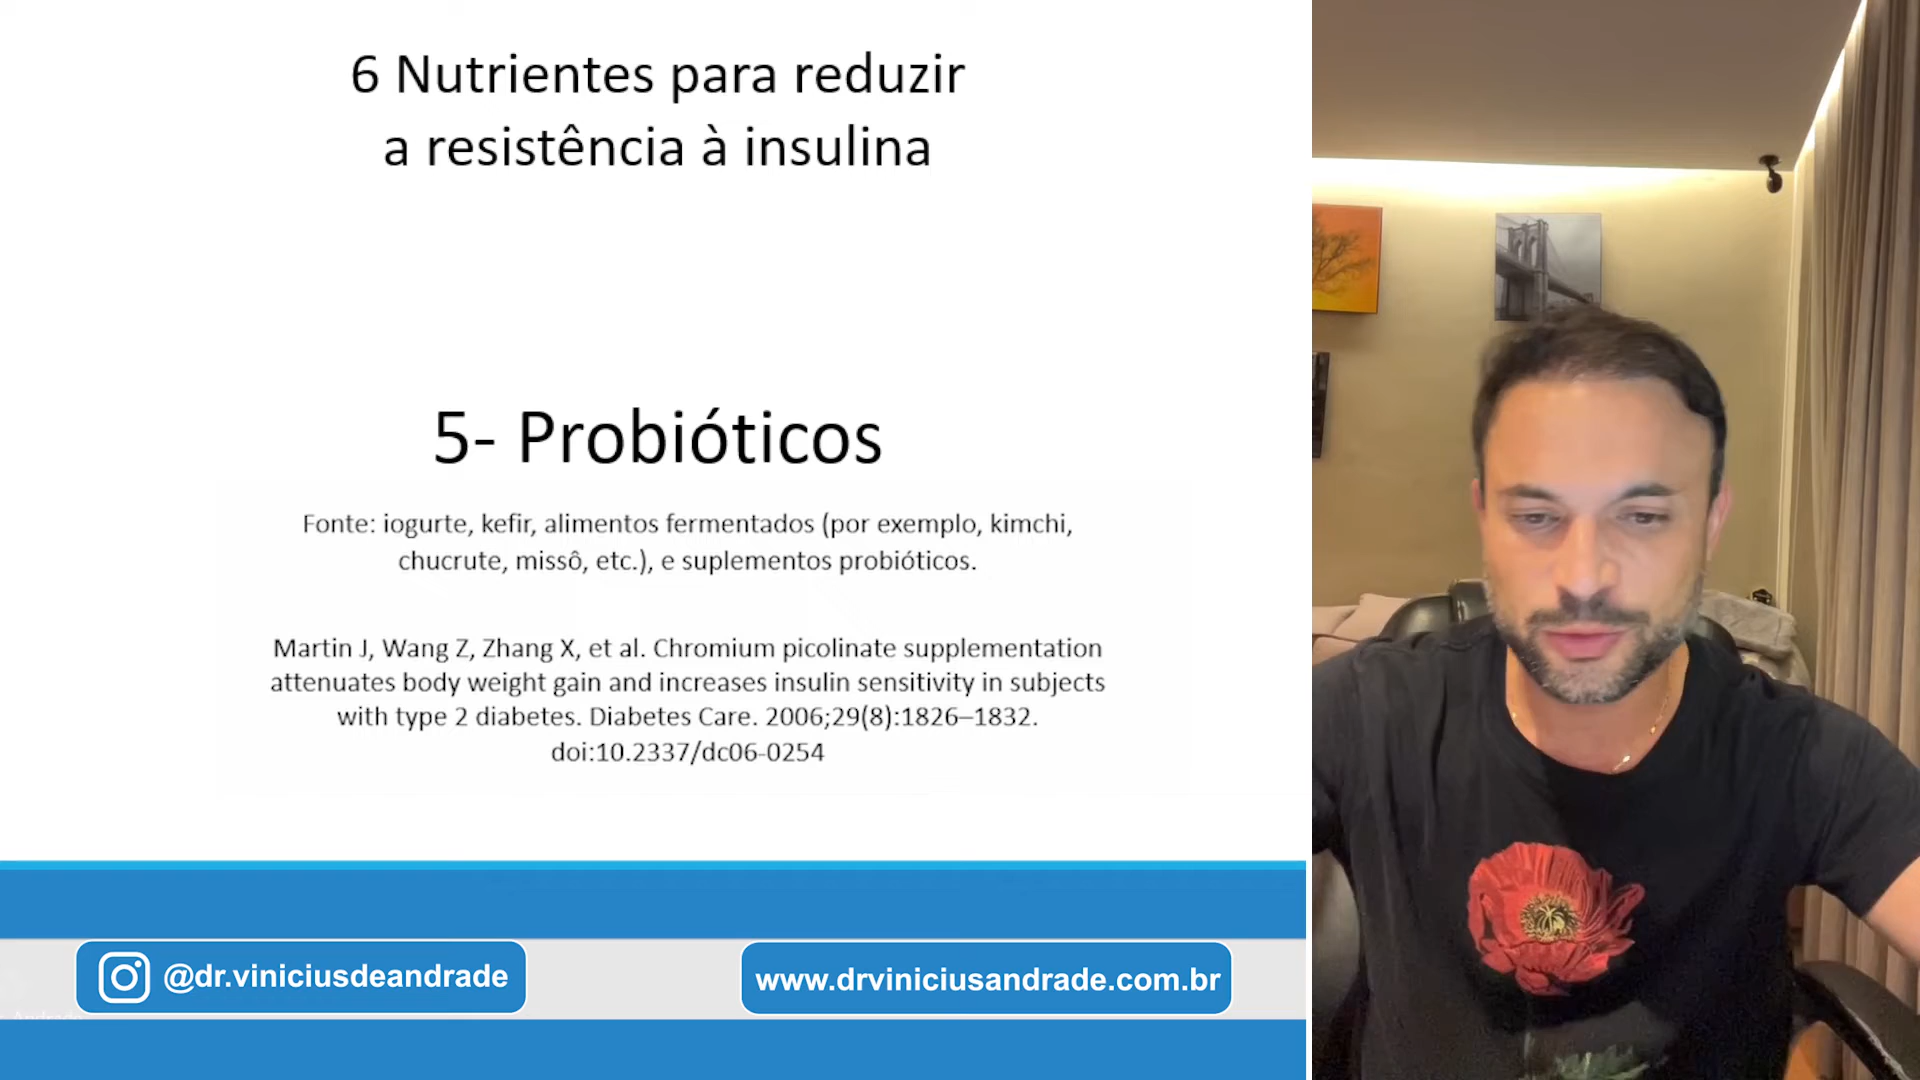 6 Nutrientes para reduzir
a resistência à insulina
5- Probióticos
Fonte: iogurte, kefir, alimentos fermentados (por exemplo, kimchi,
chucrute, missô, etc.), e suplementos probióticos.
Martin J, Wang Z, Zhang X, et al. Chromium picolinate supplementation
attenuates body weight gain and increases insulin sensitivity in subjects
with type 2 diabetes. Diabetes Care. 2006;29(8):1826–1832.
doi:10.2337/dc06-0254
@dr.viniciusdeandrade
www.drviniciusandrade.com.br